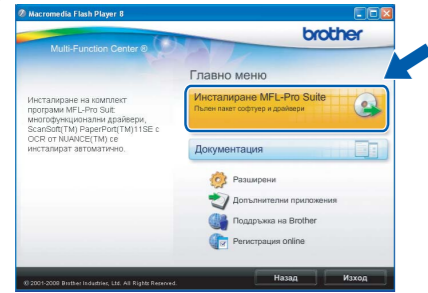 Macromedia Flash Player 8
brother
Multi-Function Center ®
Главно меню
Инсталиране MFL-Pro Suite
Пълен пакет софтуер и драйвери
Инсталиране на комплект
програми MFL-Pro Suit:
многофункционални драйвери,
ScanSoft(TM) PaperPort(TM)11SE с
OCR от NUANCE(TM) се
инсталират автоматично.
Документация
Разширени
Допълнителни приложения
Поддръжка на Brother
Регистрация online
© 2001-2008 Brother Industries, Ltd. All Rights Reserved.
Назад
Изход